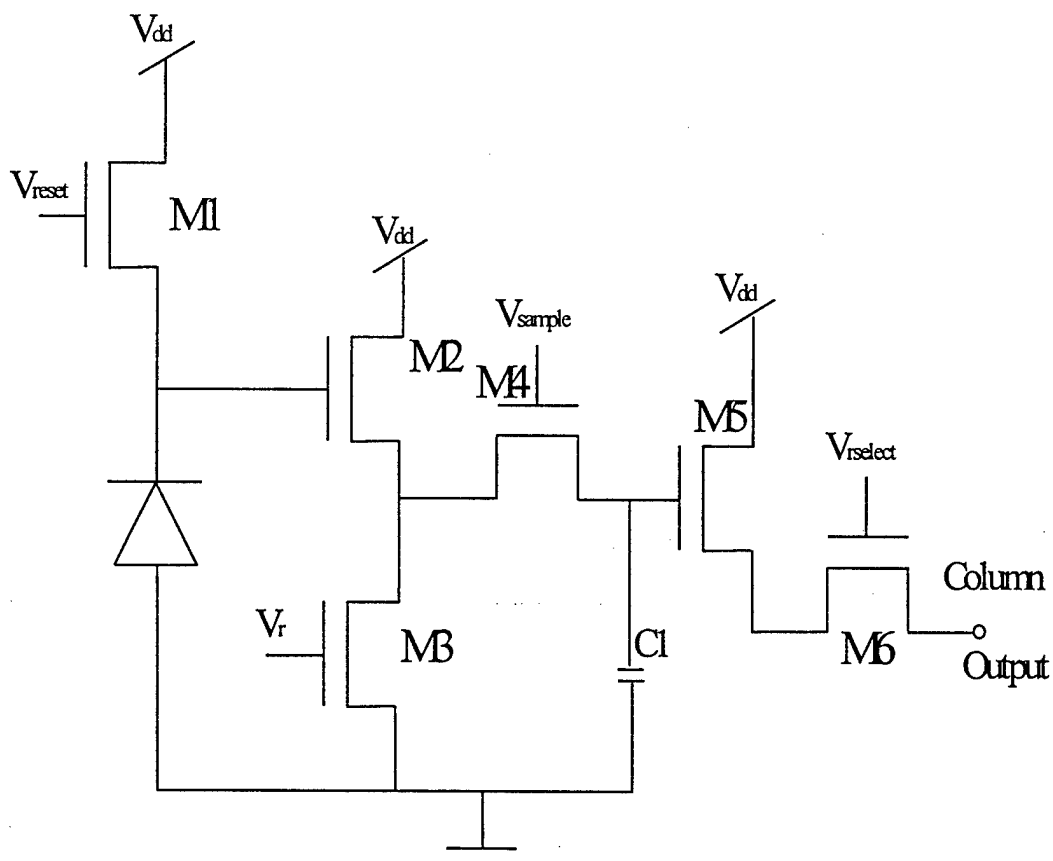 Vdd
Vreset
M1
Vdd
M2
Vsample
M4
Vdd
M5
Vrselect
Column
Output
M6
Vr
M3
C1